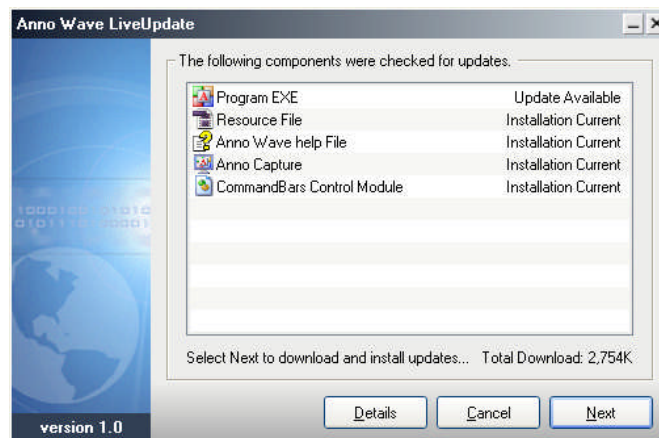 Anno Wave LiveUpdate
The following components were checked for updates.
Program EXE Update Available
Resource File Installation Current
Anno Wave help File Installation Current
Anno Capture Installation Current
CommandBars Control Module Installation Current
Select Next to download and install updates... Total Download: 2,754K
Details Cancel Next
version 1.0